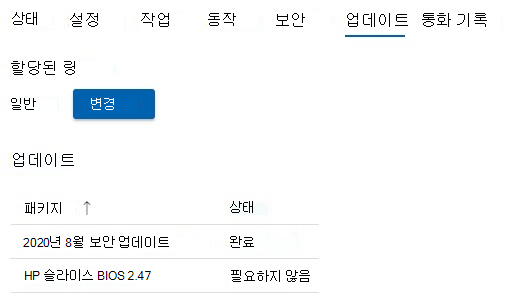 상태 설정 작업 동작 보안 업데이트 통화 기록
할당된 링
일반 변경
업데이트
패키지 ↑ 상태
2020년 8월 보안 업데이트 완료
HP 슬라이스 BIOS 2.47 필요하지 않음